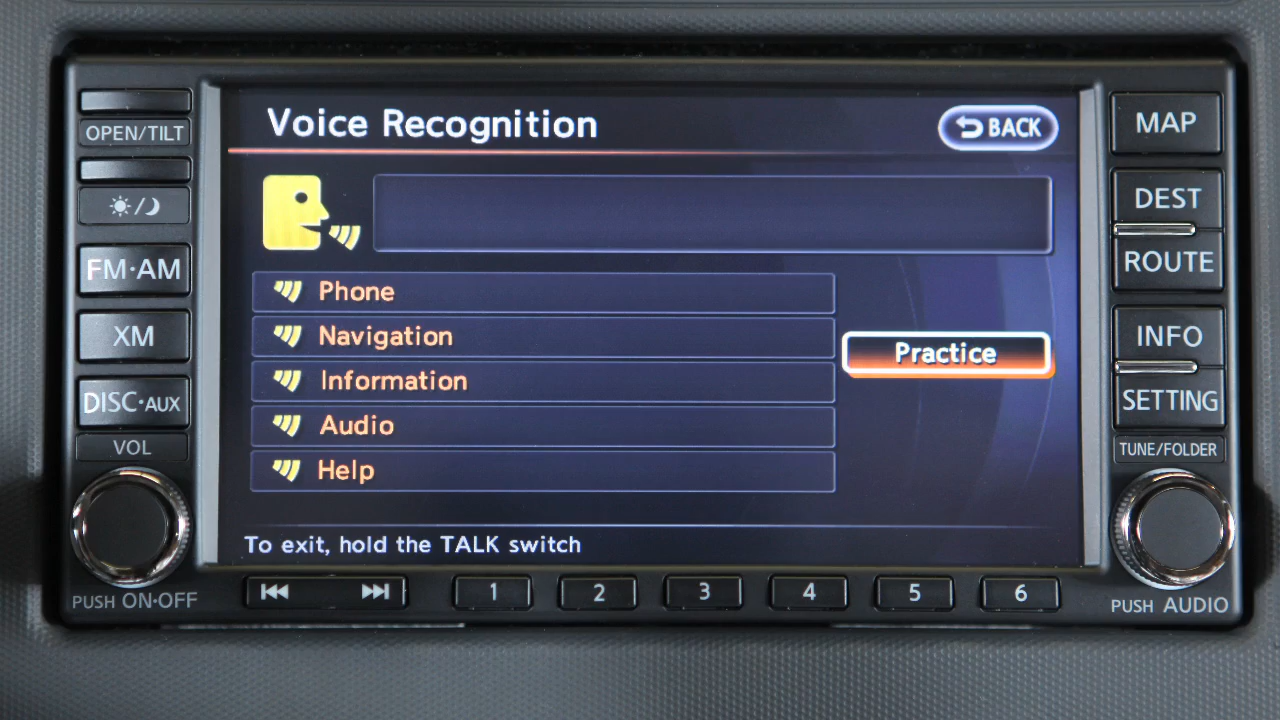 Voice Recognition
BACK
Phone
Navigation
Information
Audio
Help
Practice
To exit, hold the TALK switch
OPEN/TILT
FM·AM
XM
DISC·AUX
VOL
PUSH ON·OFF
1 2 3 4 5 6
MAP
DEST
ROUTE
INFO
SETTING
TUNE/FOLDER
PUSH AUDIO